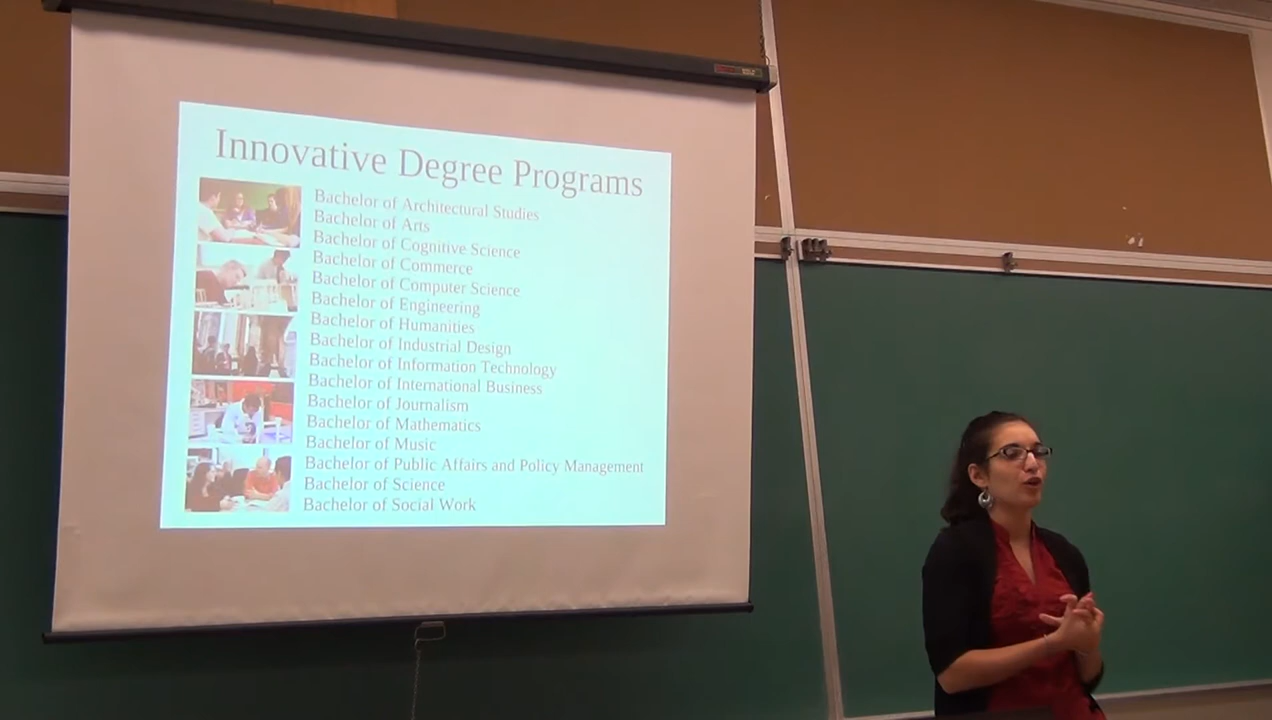 Innovative Degree Programs
Bachelor of Architectural Studies
Bachelor of Arts
Bachelor of Cognitive Science
Bachelor of Commerce
Bachelor of Computer Science
Bachelor of Engineering
Bachelor of Humanities
Bachelor of Industrial Design
Bachelor of Information Technology
Bachelor of International Business
Bachelor of Journalism
Bachelor of Mathematics
Bachelor of Music
Bachelor of Public Affairs and Policy Management
Bachelor of Science
Bachelor of Social Work